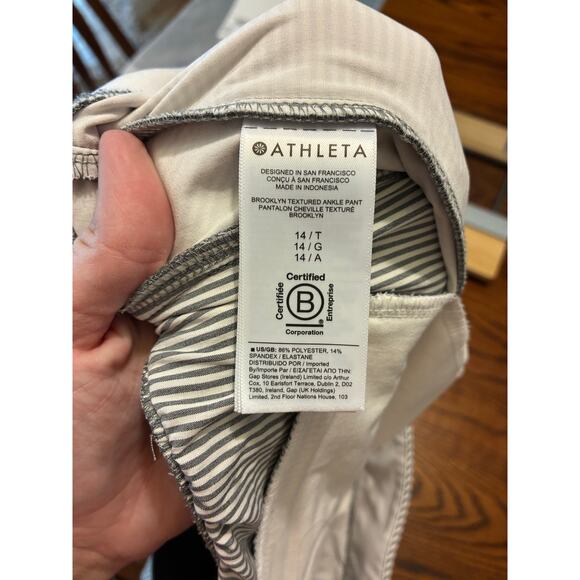 ATHLETA
DESIGNED IN SAN FRANCISCO
CONÇU À SAN FRANCISCO
MADE IN INDONESIA
BROOKLYN TEXTURED ANKLE PANT
PANTALON CHEVILLE TEXTURÉ
BROOKLYN
14 / T
14 / G
14 / A
Certified
Certifiée
B
Entreprise
Corporation
US/GB: 86% POLYESTER, 14%
SPANDEX / ELASTANE
DISTRIBUIDO POR / Imported
By/Importe Par / ΕΙΣΑΓΕΤΑΙ ΑΠΟ ΤΗΝ:
Gap Stores (Ireland) Limited c/o Arthur
Cox, 10 Earlsfort Terrace, Dublin 2, D02
T380, Ireland, Gap (UK Holdings)
Limited, 2nd Floor Nations House, 103